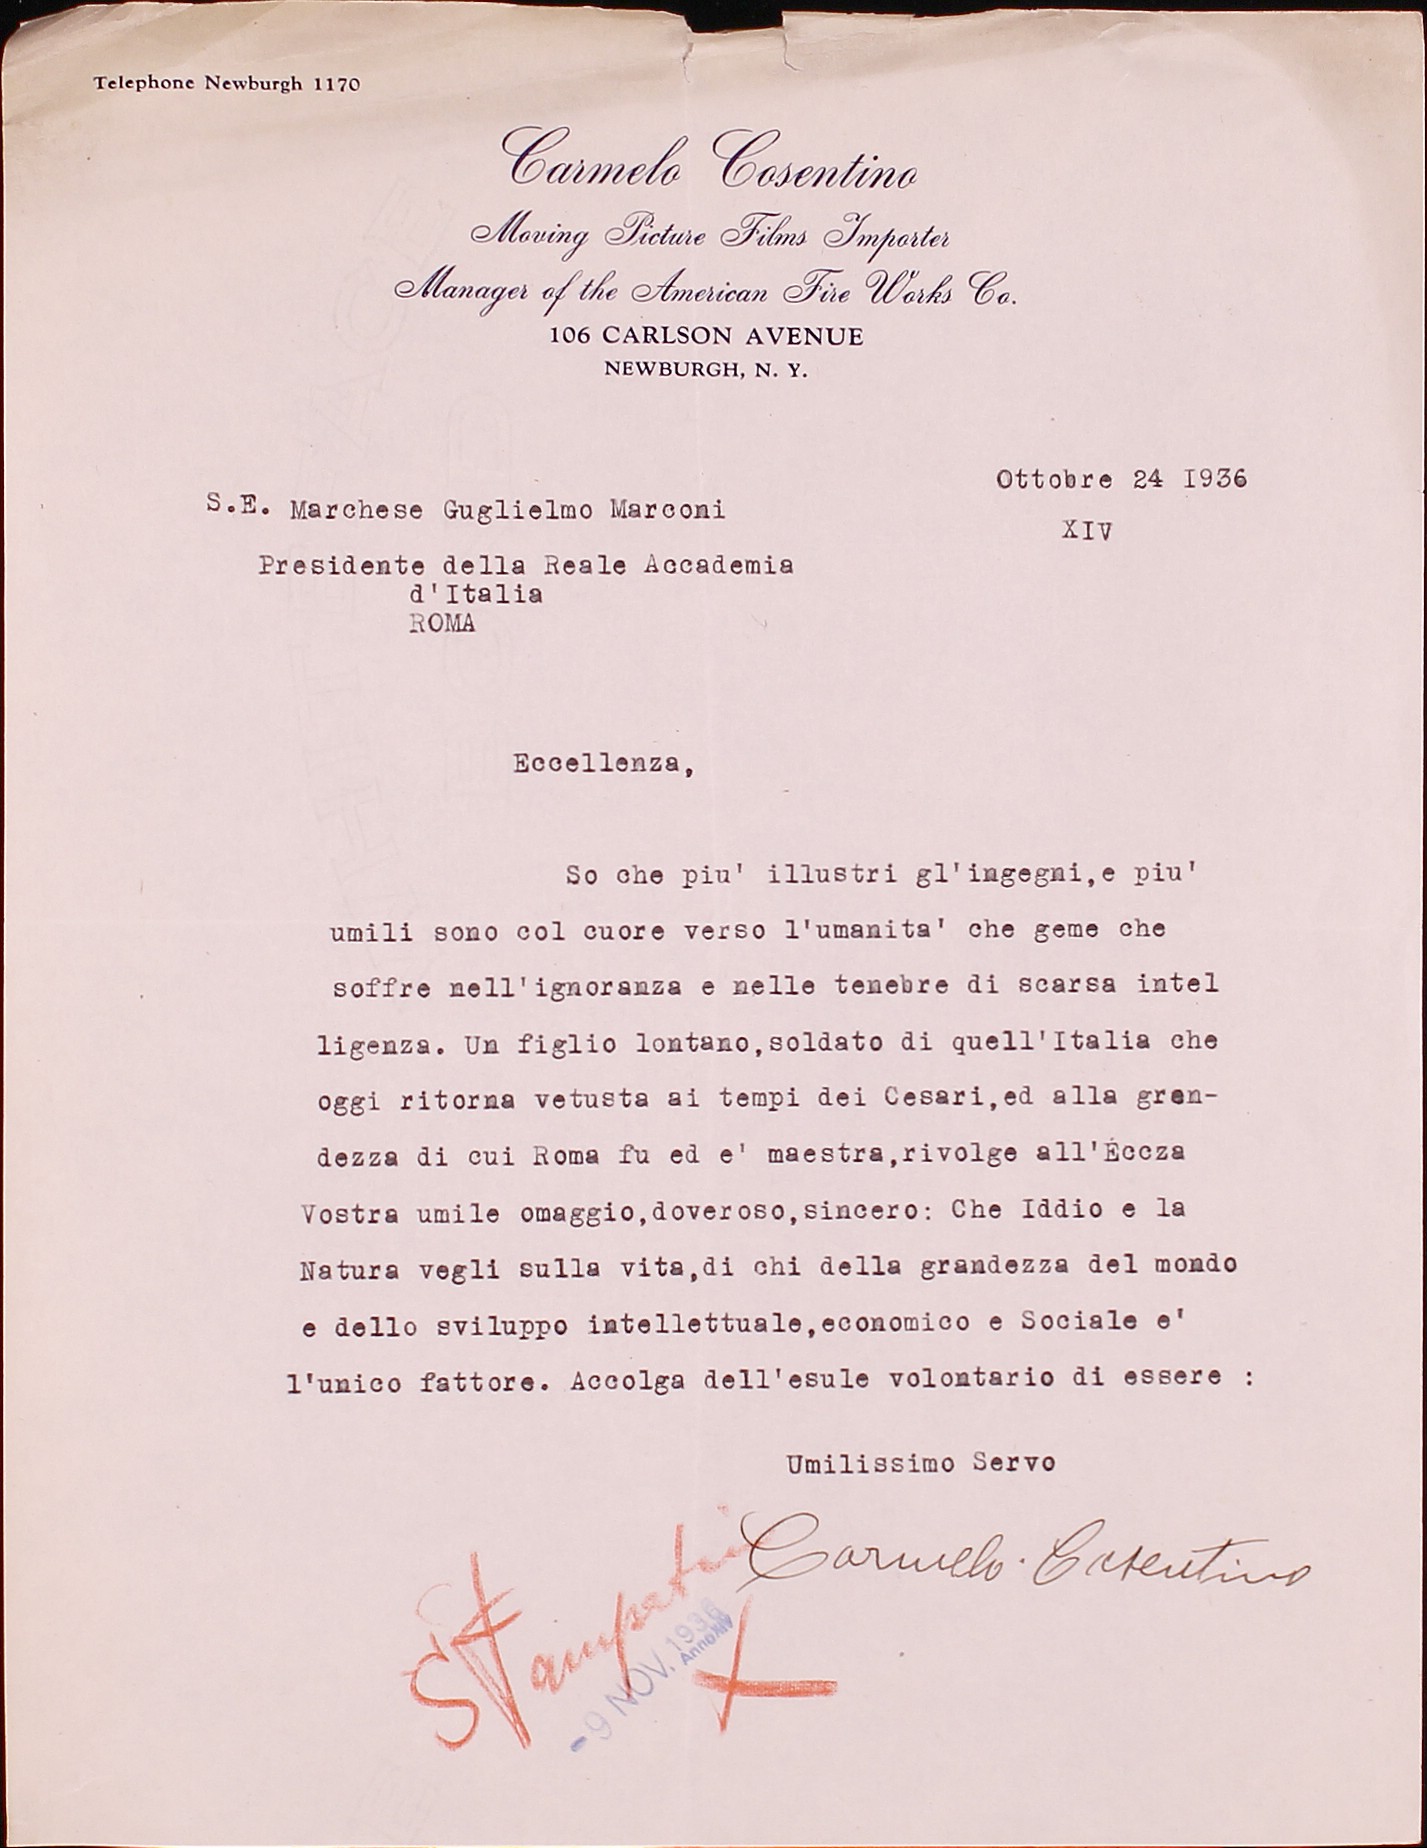 Telephone Newburgh 1170
Carmelo Cosentino
Moving Picture Films Importer
Manager of the American Fire Works Co.
106 CARLSON AVENUE
NEWBURGH, N. Y.
Ottobre 24 I936
XIV
S.E. Marchese Guglielmo Marconi
Presidente della Reale Accademia
d'Italia
ROMA
Eccellenza,
So che piu' illustri gl'ingegni,e piu'
umili sono col cuore verso l'umanita' che geme che
soffre nell'ignoranza e nelle tenebre di scarsa intel
ligenza. Un figlio lontano,soldato di quell'Italia che
oggi ritorna vetusta ai tempi dei Cesari,ed alla gran-
dezza di cui Roma fu ed e' maestra,rivolge all'Eccza
Vostra umile omaggio,doveroso,sincero: Che Iddio e la
Natura vegli sulla vita,di chi della grandezza del mondo
e dello sviluppo intellettuale,economico e Sociale e'
l'unico fattore. Accolga dell'esule volontario di essere :
Umilissimo Servo
Carmelo Cosentino
-9 NOV. 1936
Anno XIV